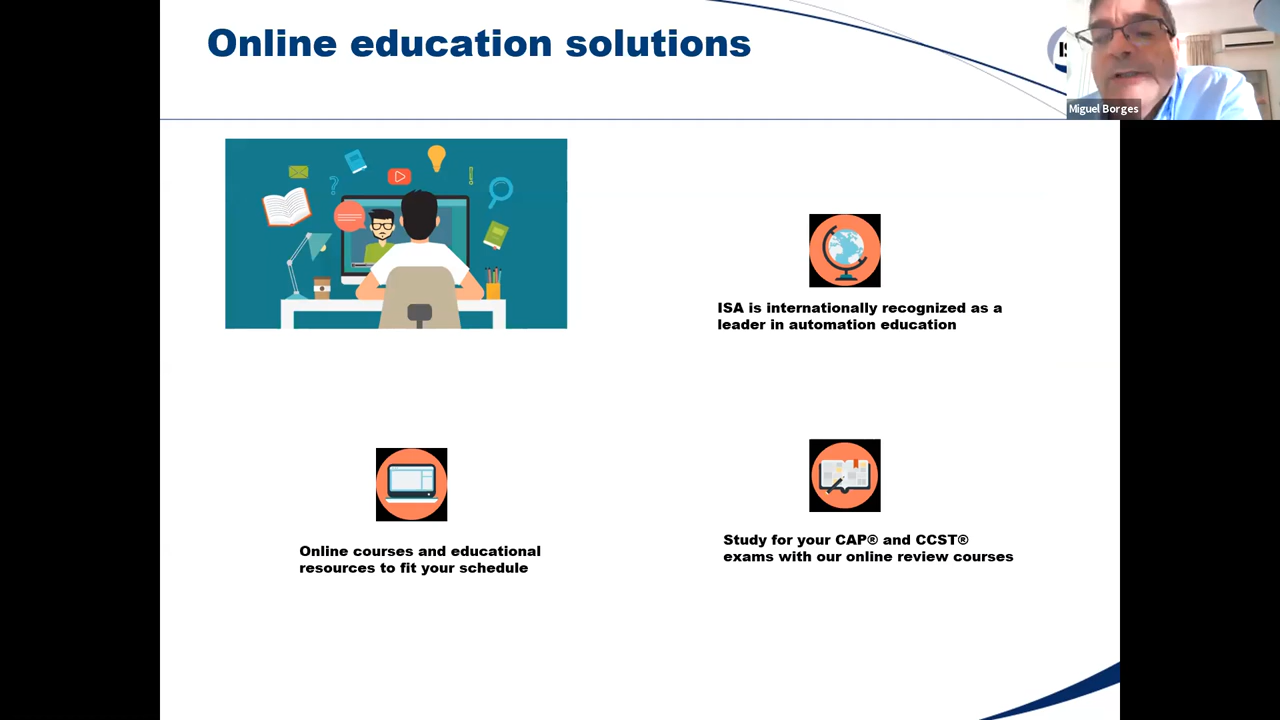 Online education solutions
IS
Miguel Borges
ISA is internationally recognized as a
leader in automation education
Online courses and educational
resources to fit your schedule
Study for your CAP® and CCST®
exams with our online review courses